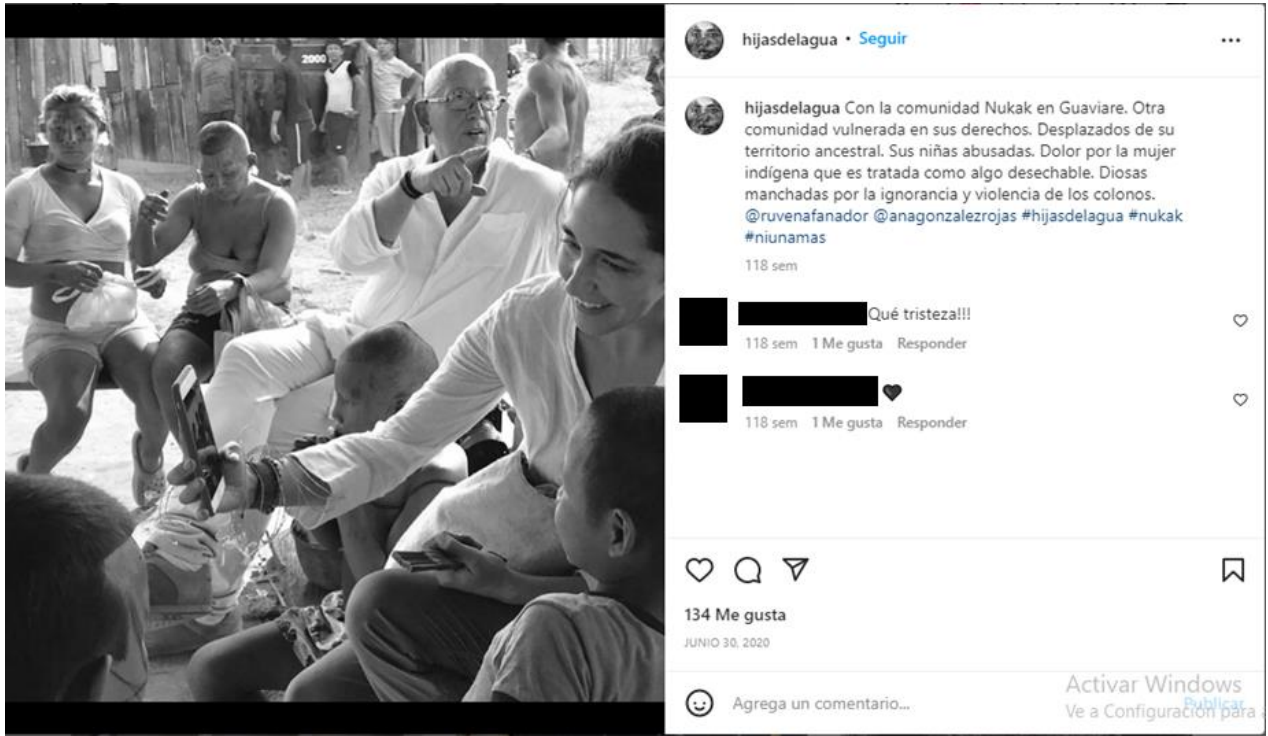 2000
hijasdelagua • Seguir
hijasdelagua Con la comunidad Nukak en Guaviare. Otra
comunidad vulnerada en sus derechos. Desplazados de su
territorio ancestral. Sus niñas abusadas. Dolor por la mujer
indígena que es tratada como algo desechable. Diosas
manchadas por la ignorancia y violencia de los colonos.
@ruvenafanador @anagonzalezrojas #hijasdelagua #nukak
#niunamas
118 sem
Qué tristeza!!!
118 sem 1 Me gusta Responder
118 sem 1 Me gusta Responder
134 Me gusta
JUNIO 30, 2020
Agrega un comentario...
Publicar
Activar Windows
Ve a Configuración para